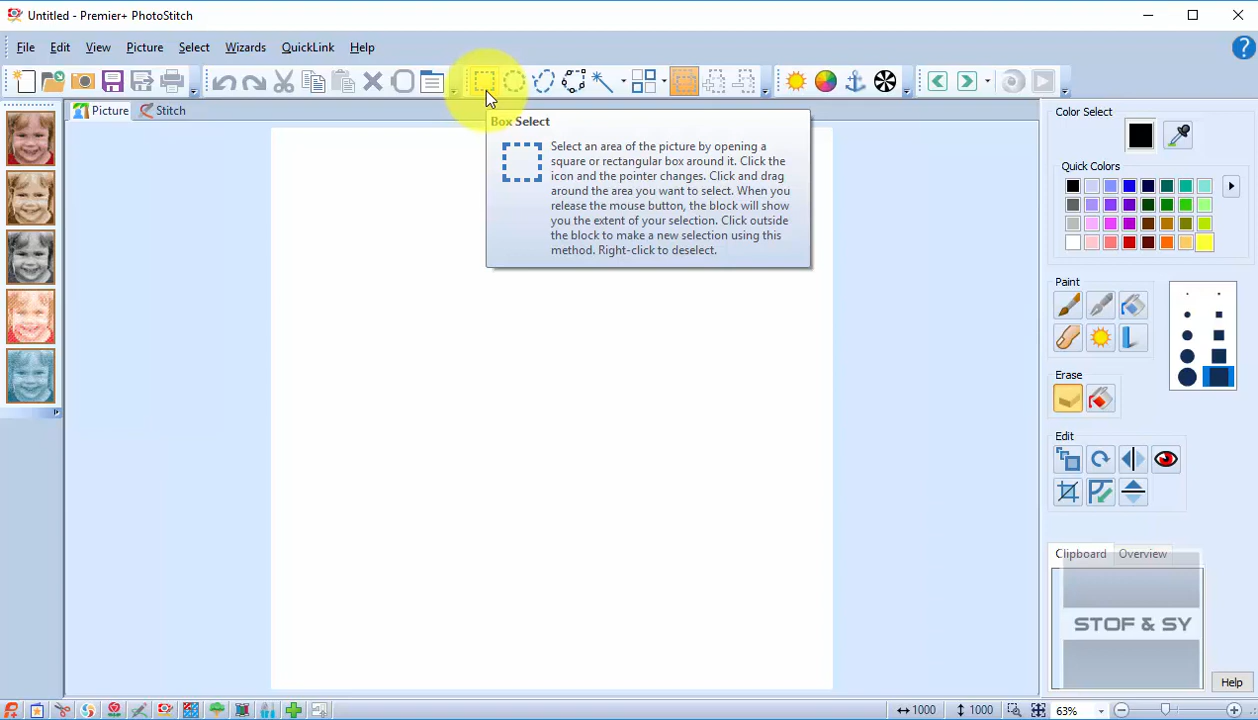 Untitled - Premier+ PhotoStitch
File Edit View Picture Select Wizards QuickLink Help
?
Picture Stitch
Box Select
Select an area of the picture by opening a
square or rectangular box around it. Click the
icon and the pointer changes. Click and drag
around the area you want to select. When you
release the mouse button, the block will show
you the extent of your selection. Click outside
the block to make a new selection using this
method. Right-click to deselect.
Color Select
Quick Colors
Paint
Erase
Edit
Clipboard Overview
STOF & SY
Help
1000 1000 63%